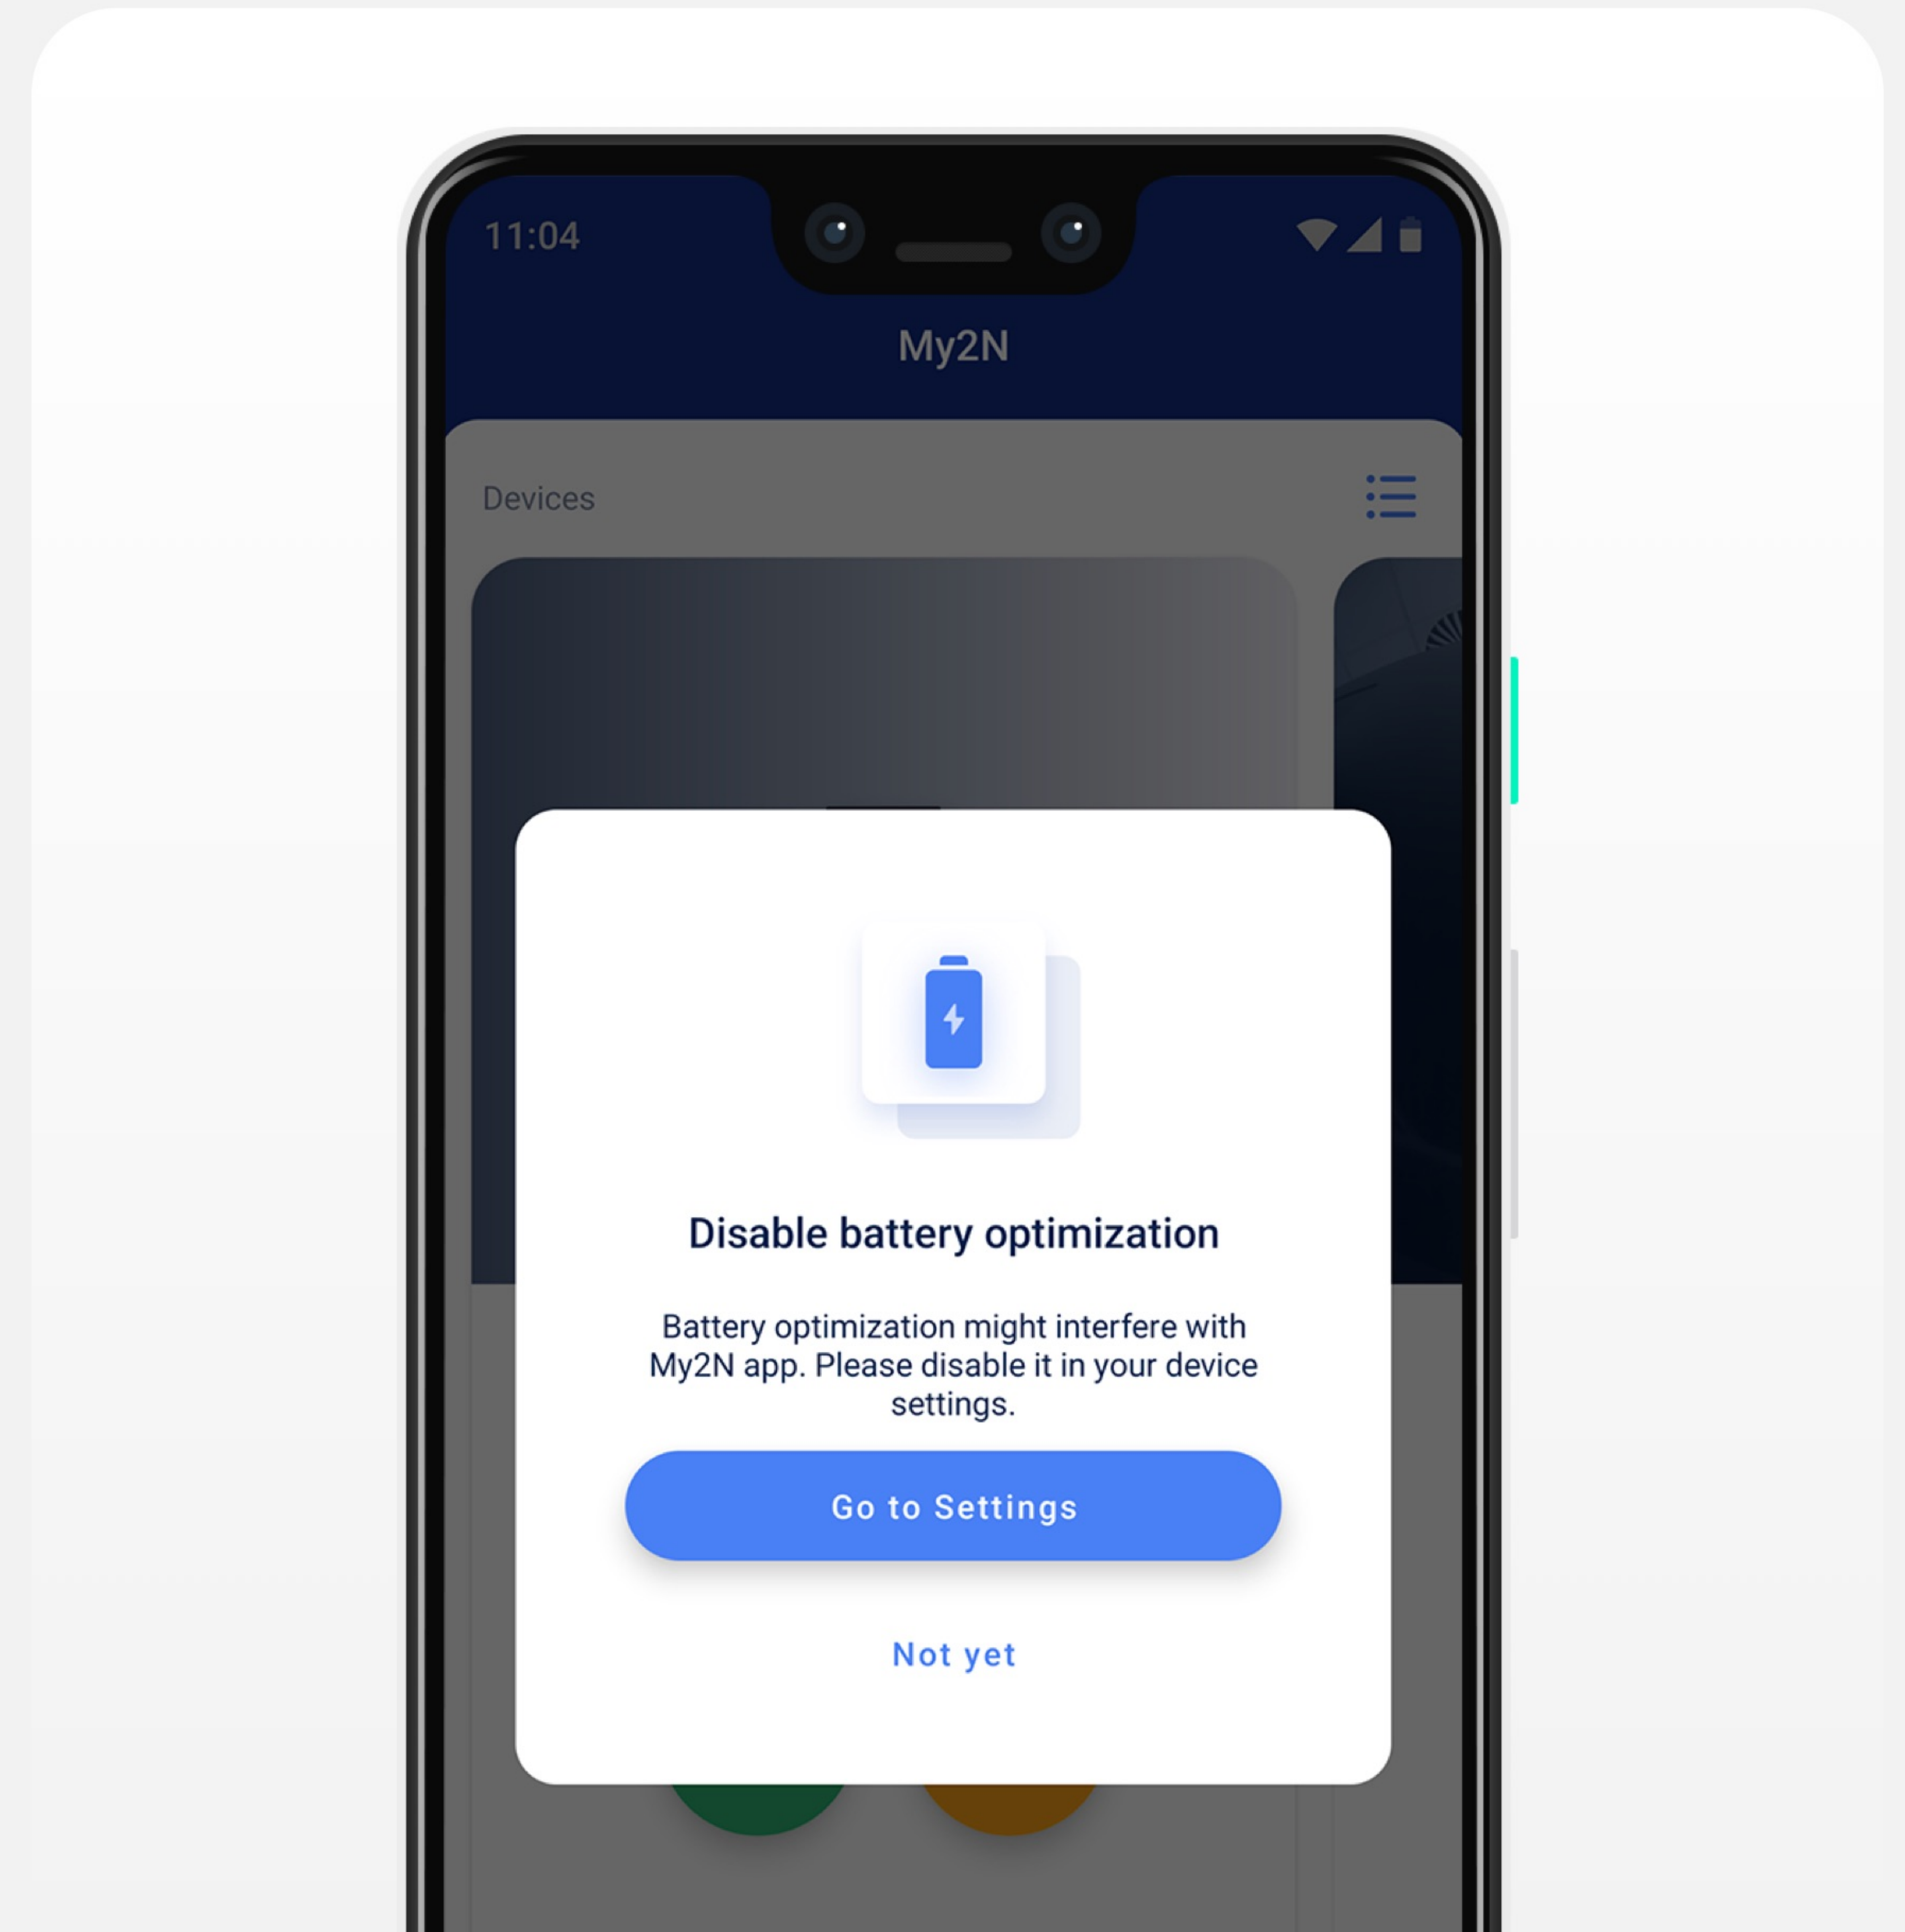 11:04
My2N
Devices
Disable battery optimization
Battery optimization might interfere with
My2N app. Please disable it in your device
settings.
Go to Settings
Not yet